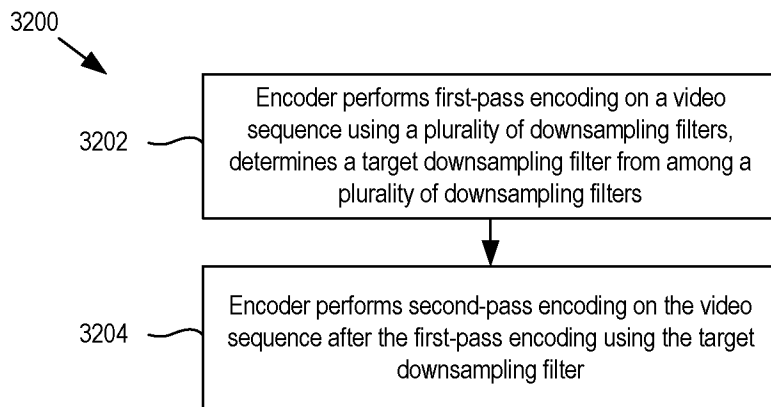 3200
3202
Encoder performs first-pass encoding on a video
sequence using a plurality of downsampling filters,
determines a target downsampling filter from among a
plurality of downsampling filters
3204
Encoder performs second-pass encoding on the video
sequence after the first-pass encoding using the target
downsampling filter